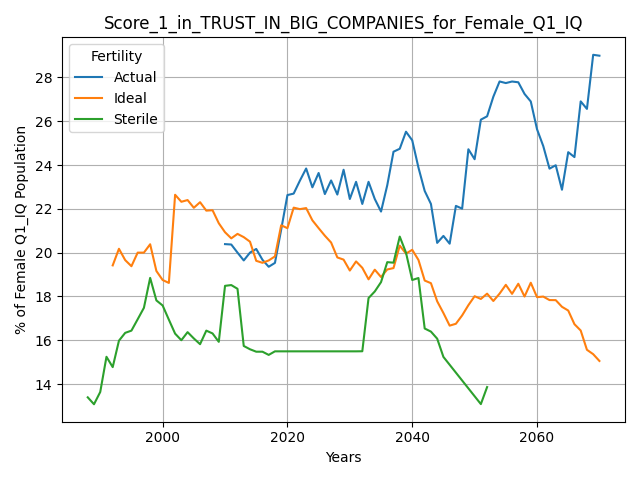 Score_1_in_TRUST_IN_BIG_COMPANIES_for_Female_Q1_IQ
Fertility
Actual
Ideal
Sterile
% of Female Q1_IQ Population
28
26
24
22
20
18
16
14
2000
2020
2040
2060
Years